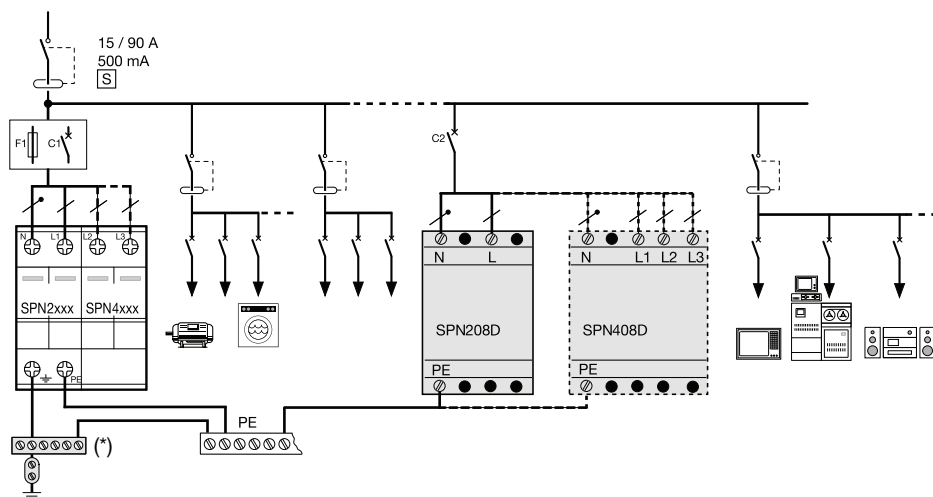 15 / 90 A
500 mA
S
F1 C1
C2
N L1 L2 L3
SPN2xxx SPN4xxx
PE
N L
SPN208D
PE
N L1 L2 L3
SPN408D
PE
PE
(*)